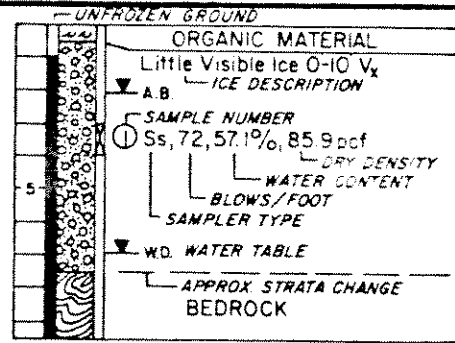 UNFROZEN GROUND
ORGANIC MATERIAL
Little Visible Ice 0-10 Vx
ICE DESCRIPTION
A.B.
SAMPLE NUMBER
1 Ss, 72, 57.1%, 85.9 pcf
DRY DENSITY
WATER CONTENT
5
BLOWS/FOOT
SAMPLER TYPE
W.D. WATER TABLE
APPROX. STRATA CHANGE
BEDROCK